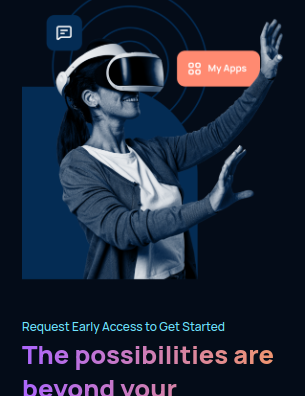 My Apps
Request Early Access to Get Started
The possibilities are
beyond your